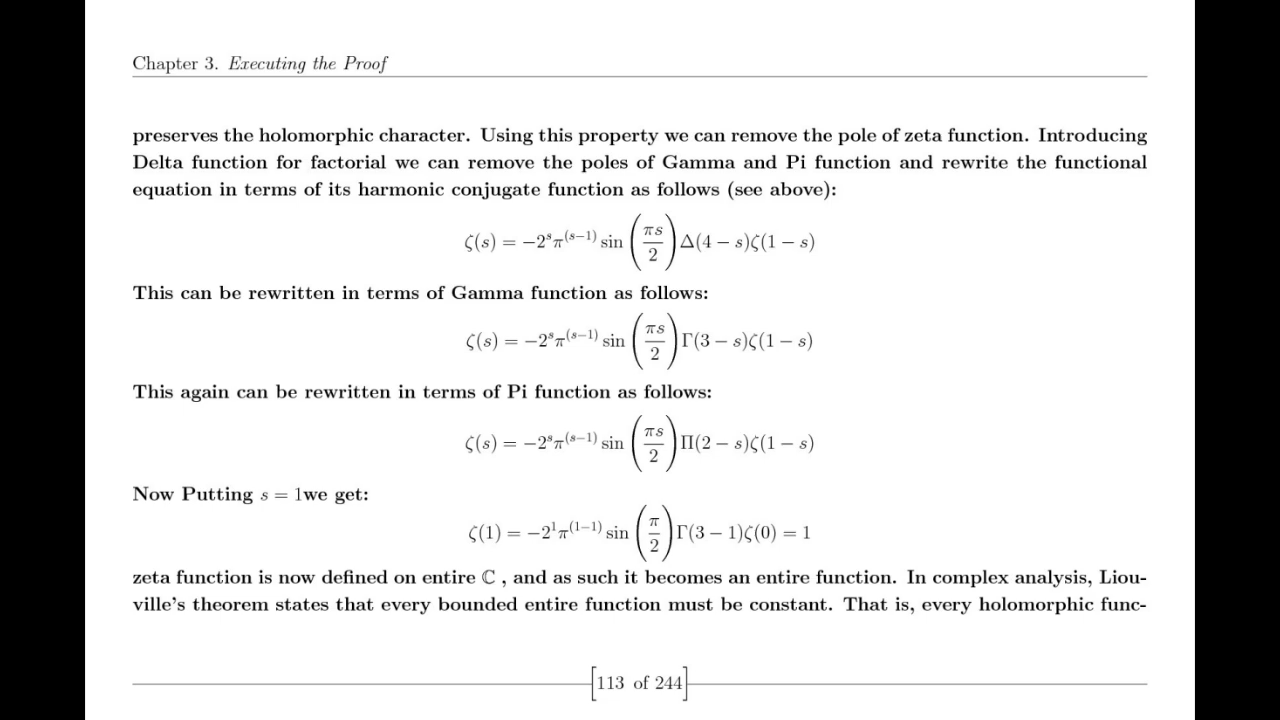 Chapter 3. Executing the Proof
preserves the holomorphic character. Using this property we can remove the pole of zeta function. Introducing
Delta function for factorial we can remove the poles of Gamma and Pi function and rewrite the functional
equation in terms of its harmonic conjugate function as follows (see above):
ζ(s) = −2^s π^(s−1) sin (πs/2) Δ(4 − s)ζ(1 − s)
This can be rewritten in terms of Gamma function as follows:
ζ(s) = −2^s π^(s−1) sin (πs/2) Γ(3 − s)ζ(1 − s)
This again can be rewritten in terms of Pi function as follows:
ζ(s) = −2^s π^(s−1) sin (πs/2) Π(2 − s)ζ(1 − s)
Now Putting s = 1we get:
ζ(1) = −2^1 π^(1−1) sin (π/2) Γ(3 − 1)ζ(0) = 1
zeta function is now defined on entire ℂ , and as such it becomes an entire function. In complex analysis, Liou-
ville's theorem states that every bounded entire function must be constant. That is, every holomorphic func-
[113 of 244]